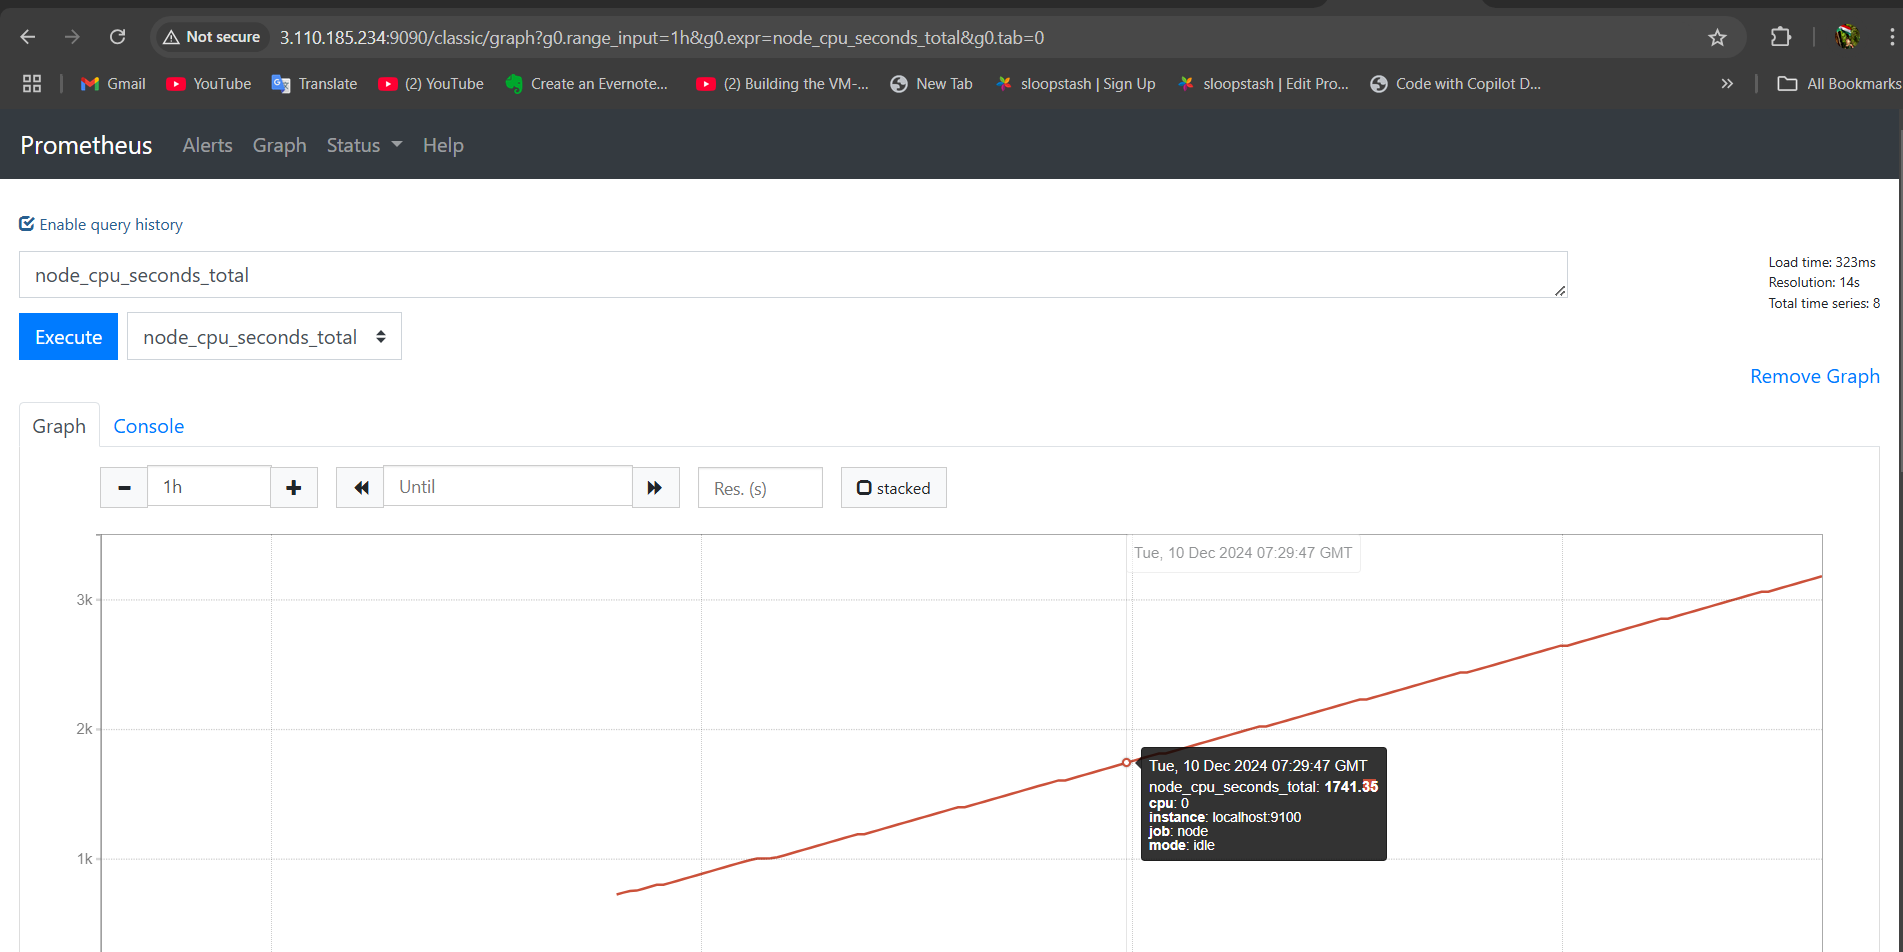 Not secure 3.110.185.234:9090/classic/graph?g0.range_input=1h&g0.expr=node_cpu_seconds_total&g0.tab=0
Gmail YouTube Translate (2) YouTube Create an Evernote... (2) Building the VM-... New Tab sloopstash | Sign Up sloopstash | Edit Pro... Code with Copilot D... » All Bookmarks
Prometheus Alerts Graph Status Help
Enable query history
node_cpu_seconds_total
Load time: 323ms
Resolution: 14s
Total time series: 8
Execute node_cpu_seconds_total
Remove Graph
Graph Console
1h Until Res. (s) stacked
Tue, 10 Dec 2024 07:29:47 GMT
3k
2k
Tue, 10 Dec 2024 07:29:47 GMT
node_cpu_seconds_total: 1741.35
cpu: 0
instance: localhost:9100
job: node
mode: idle
1k